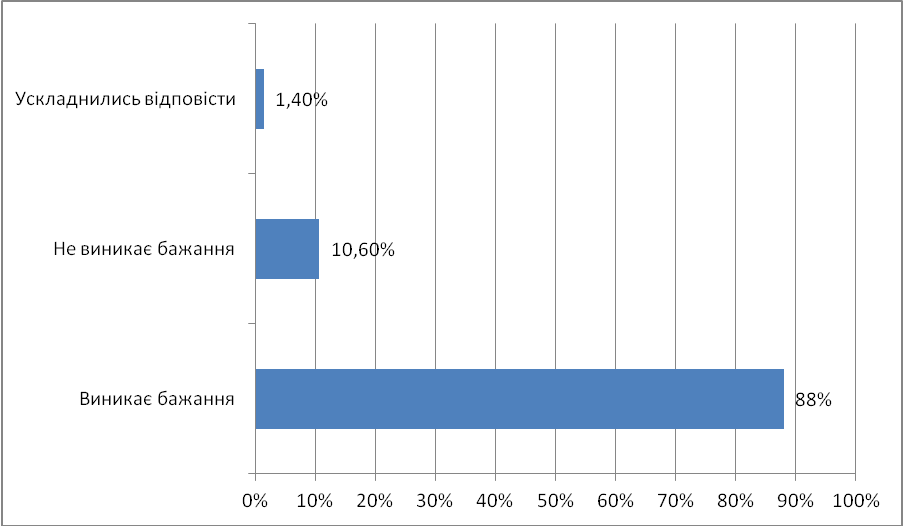 Ускладнились відповісти
1,40%
Не виникає бажання
10,60%
Виникає бажання
88%
0% 10% 20% 30% 40% 50% 60% 70% 80% 90% 100%